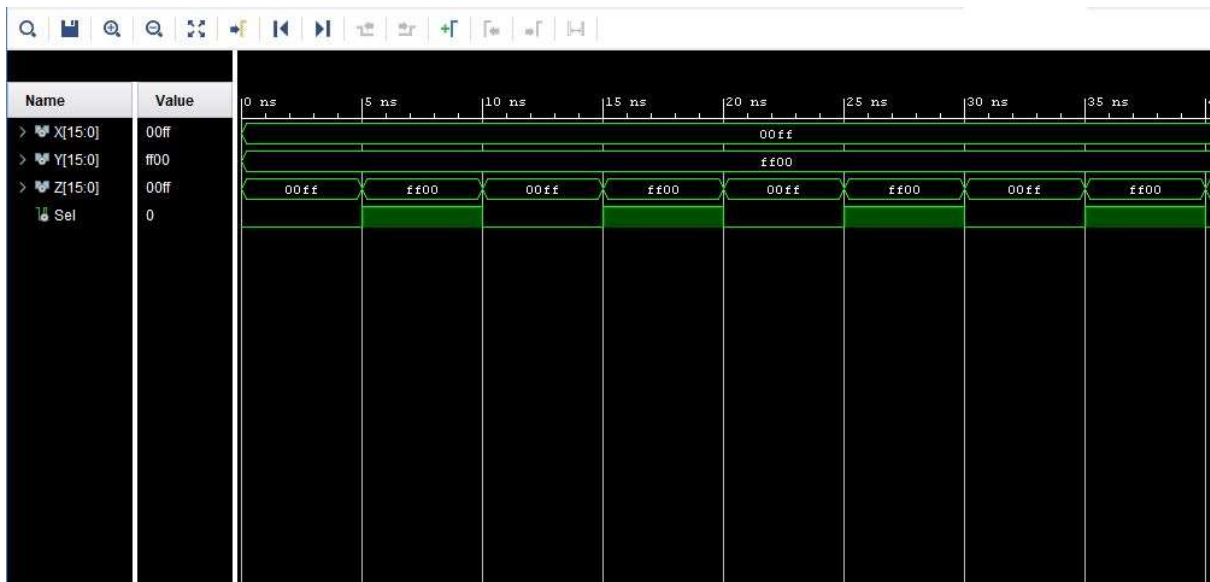 Name Value 0 ns 5 ns 10 ns 15 ns 20 ns 25 ns 30 ns 35 ns
X[15:0] 00ff 00ff
Y[15:0] ff00 ff00
Z[15:0] 00ff 00ff ff00 00ff ff00 00ff ff00 00ff ff00
Sel 0